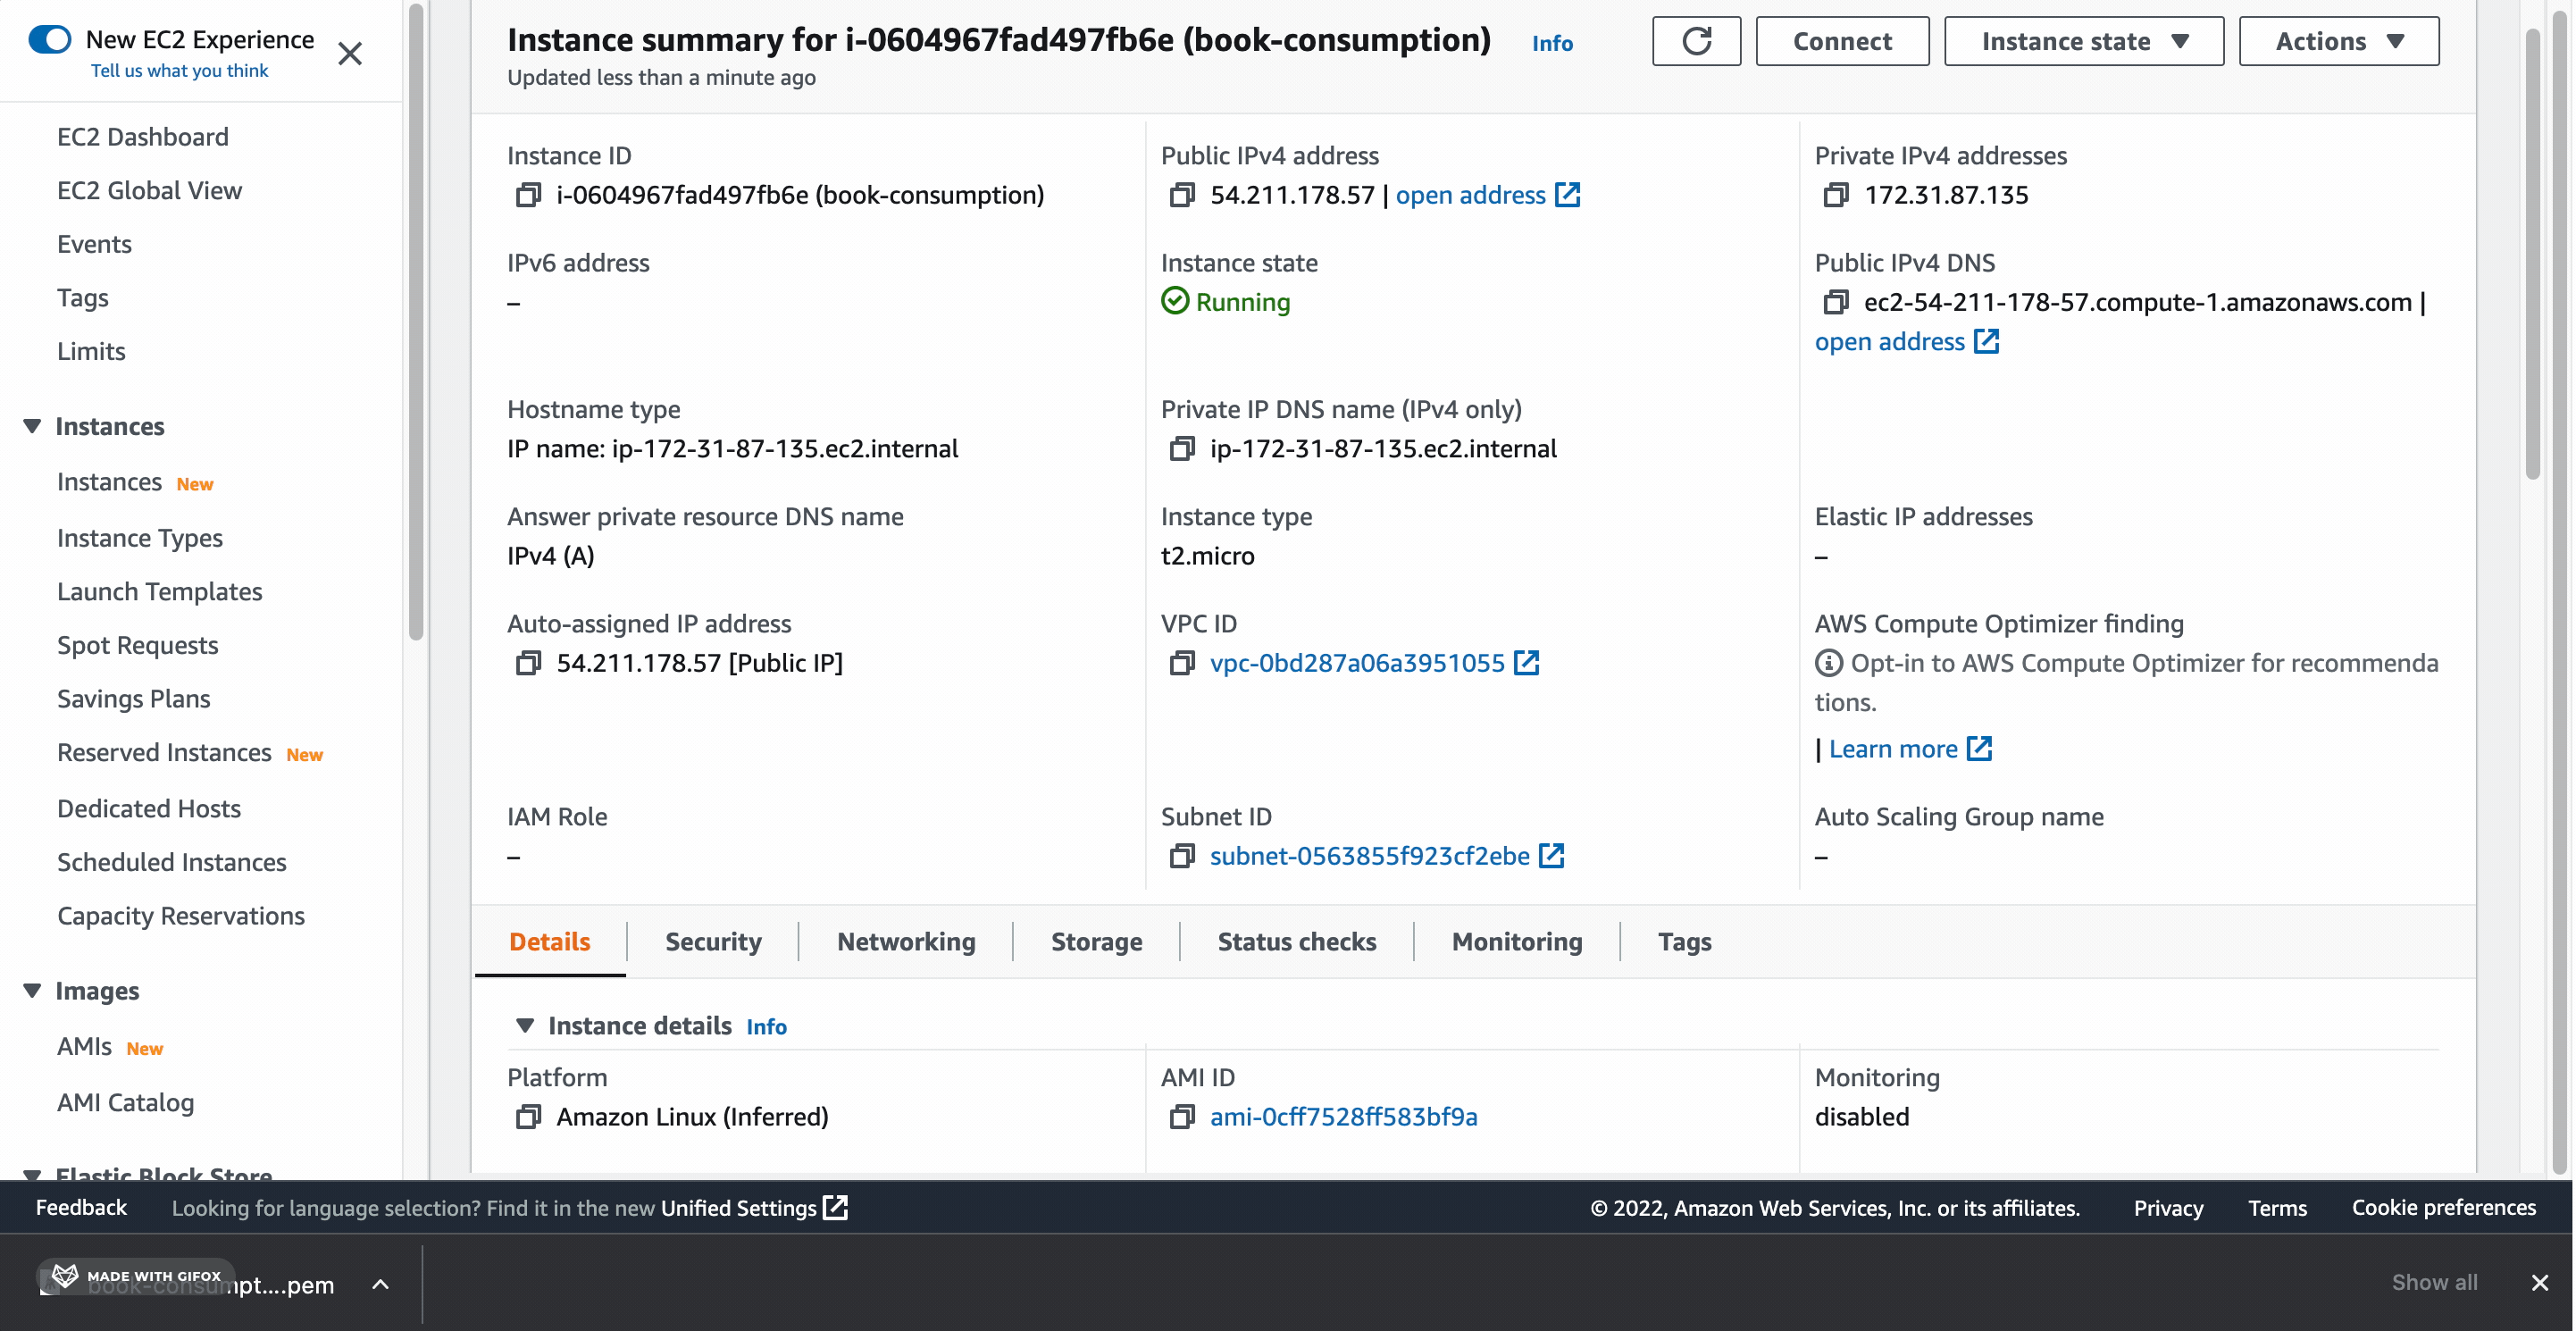 New EC2 Experience
Tell us what you think
EC2 Dashboard
EC2 Global View
Events
Tags
Limits
Instances
Instances New
Instance Types
Launch Templates
Spot Requests
Savings Plans
Reserved Instances New
Dedicated Hosts
Scheduled Instances
Capacity Reservations
Images
AMIs New
AMI Catalog
Elastic Block Store
Instance summary for i-0604967fad497fb6e (book-consumption) Info
Updated less than a minute ago
Connect
Instance state
Actions
Instance ID
i-0604967fad497fb6e (book-consumption)
Public IPv4 address
54.211.178.57 | open address
Private IPv4 addresses
172.31.87.135
IPv6 address
–
Instance state
Running
Public IPv4 DNS
ec2-54-211-178-57.compute-1.amazonaws.com |
open address
Hostname type
IP name: ip-172-31-87-135.ec2.internal
Private IP DNS name (IPv4 only)
ip-172-31-87-135.ec2.internal
Answer private resource DNS name
IPv4 (A)
Instance type
t2.micro
Elastic IP addresses
–
Auto-assigned IP address
54.211.178.57 [Public IP]
VPC ID
vpc-0bd287a06a3951055
AWS Compute Optimizer finding
Opt-in to AWS Compute Optimizer for recommenda
tions.
| Learn more
IAM Role
–
Subnet ID
subnet-0563855f923cf2ebe
Auto Scaling Group name
–
Details
Security
Networking
Storage
Status checks
Monitoring
Tags
Instance details Info
Platform
Amazon Linux (Inferred)
AMI ID
ami-0cff7528ff583bf9a
Monitoring
disabled
Feedback
Looking for language selection? Find it in the new Unified Settings
© 2022, Amazon Web Services, Inc. or its affiliates.
Privacy
Terms
Cookie preferences
MADE WITH GIFOX
book-consumpt....pem
Show all